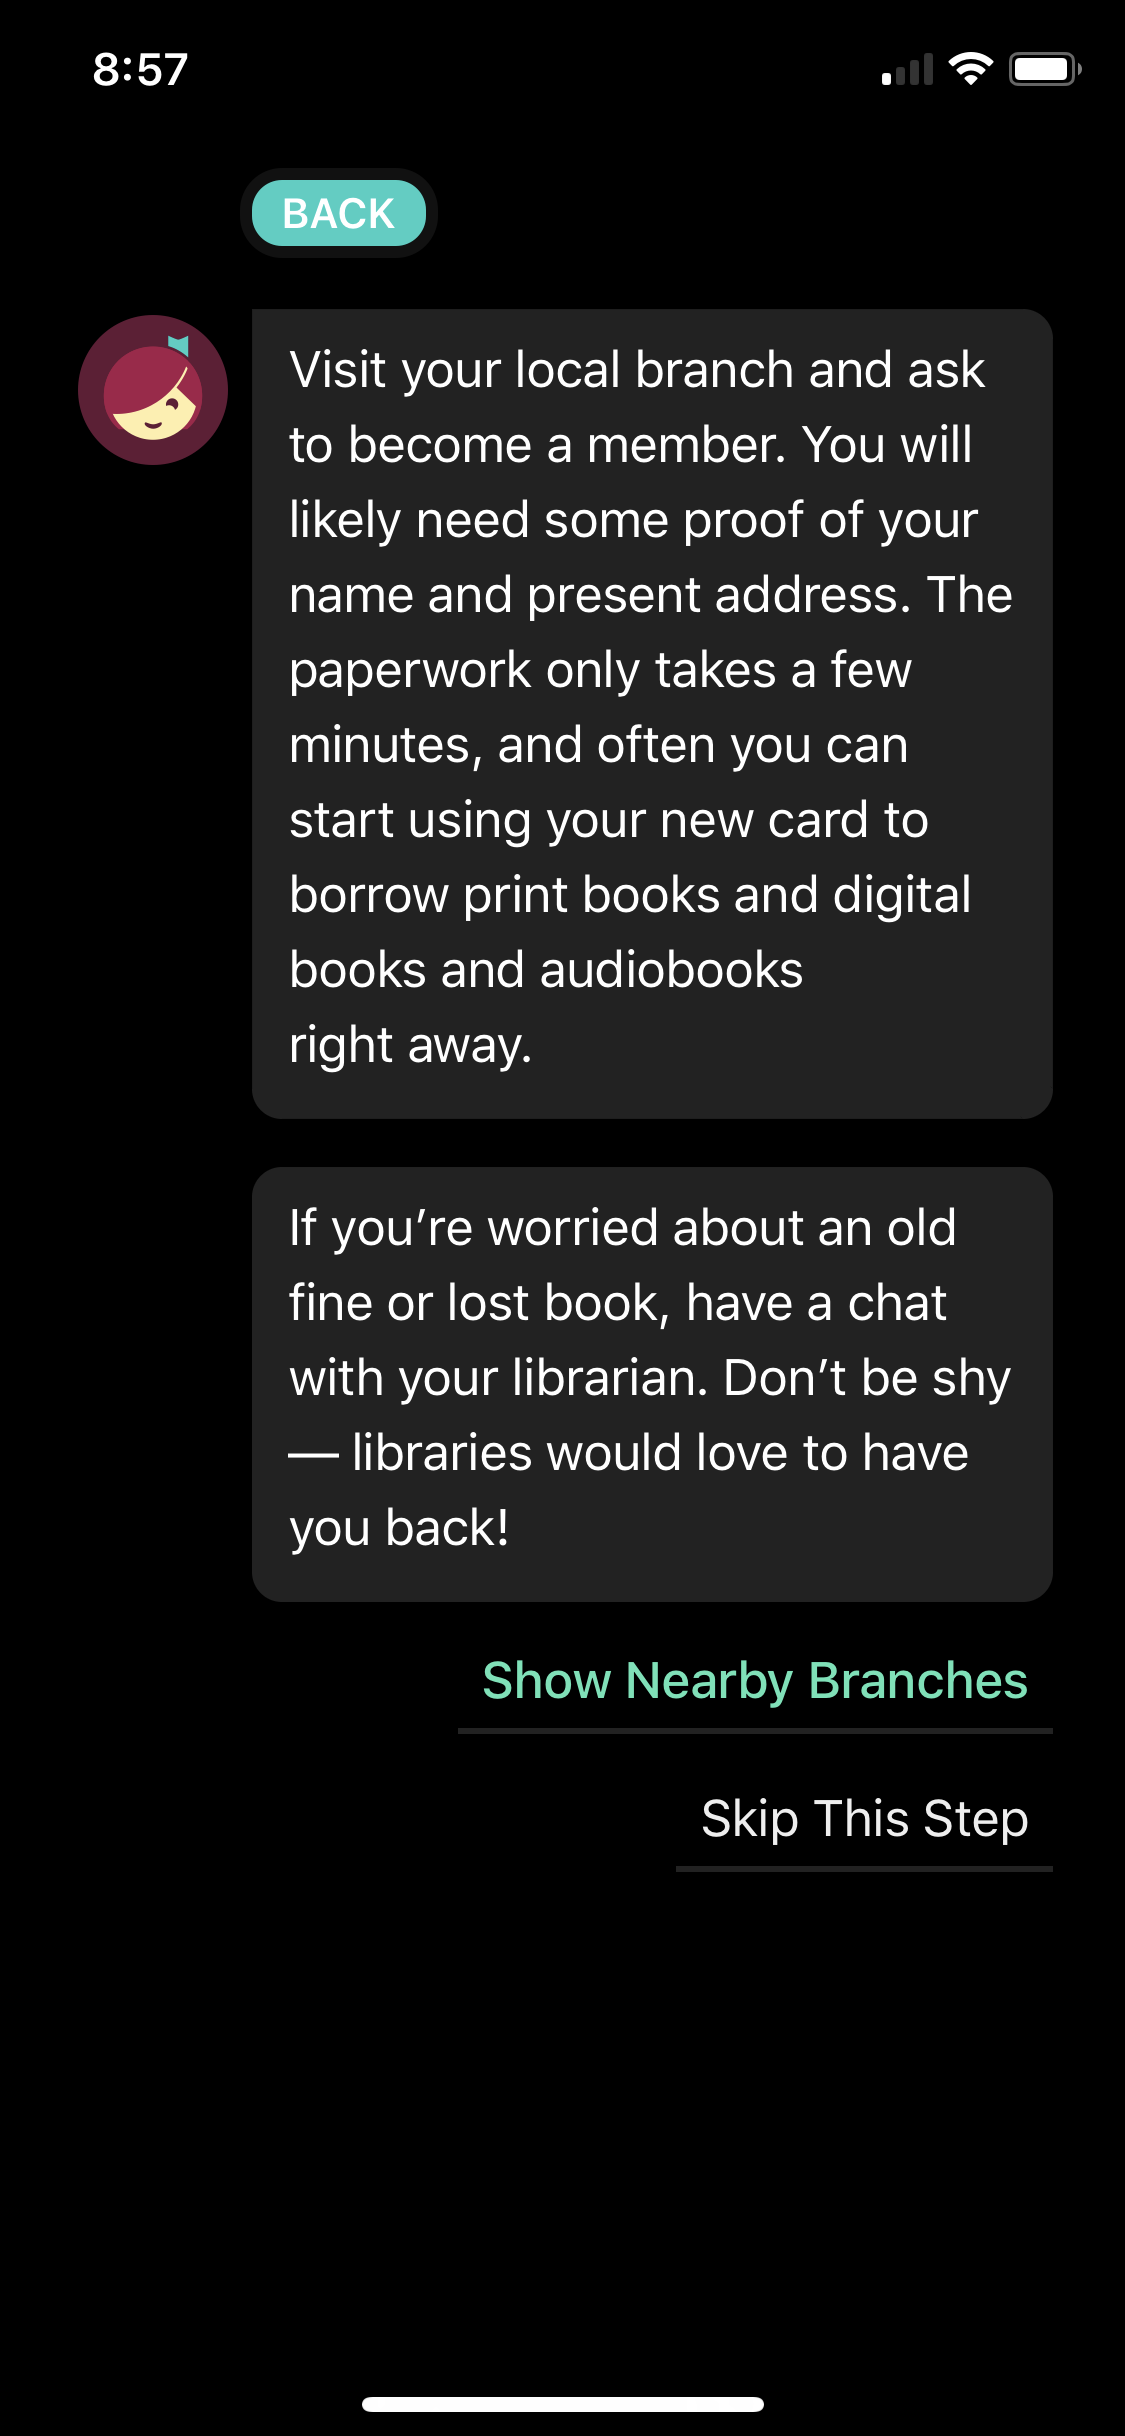 8:57
BACK
Visit your local branch and ask
to become a member. You will
likely need some proof of your
name and present address. The
paperwork only takes a few
minutes, and often you can
start using your new card to
borrow print books and digital
books and audiobooks
right away.
If you’re worried about an old
fine or lost book, have a chat
with your librarian. Don’t be shy
— libraries would love to have
you back!
Show Nearby Branches
Skip This Step